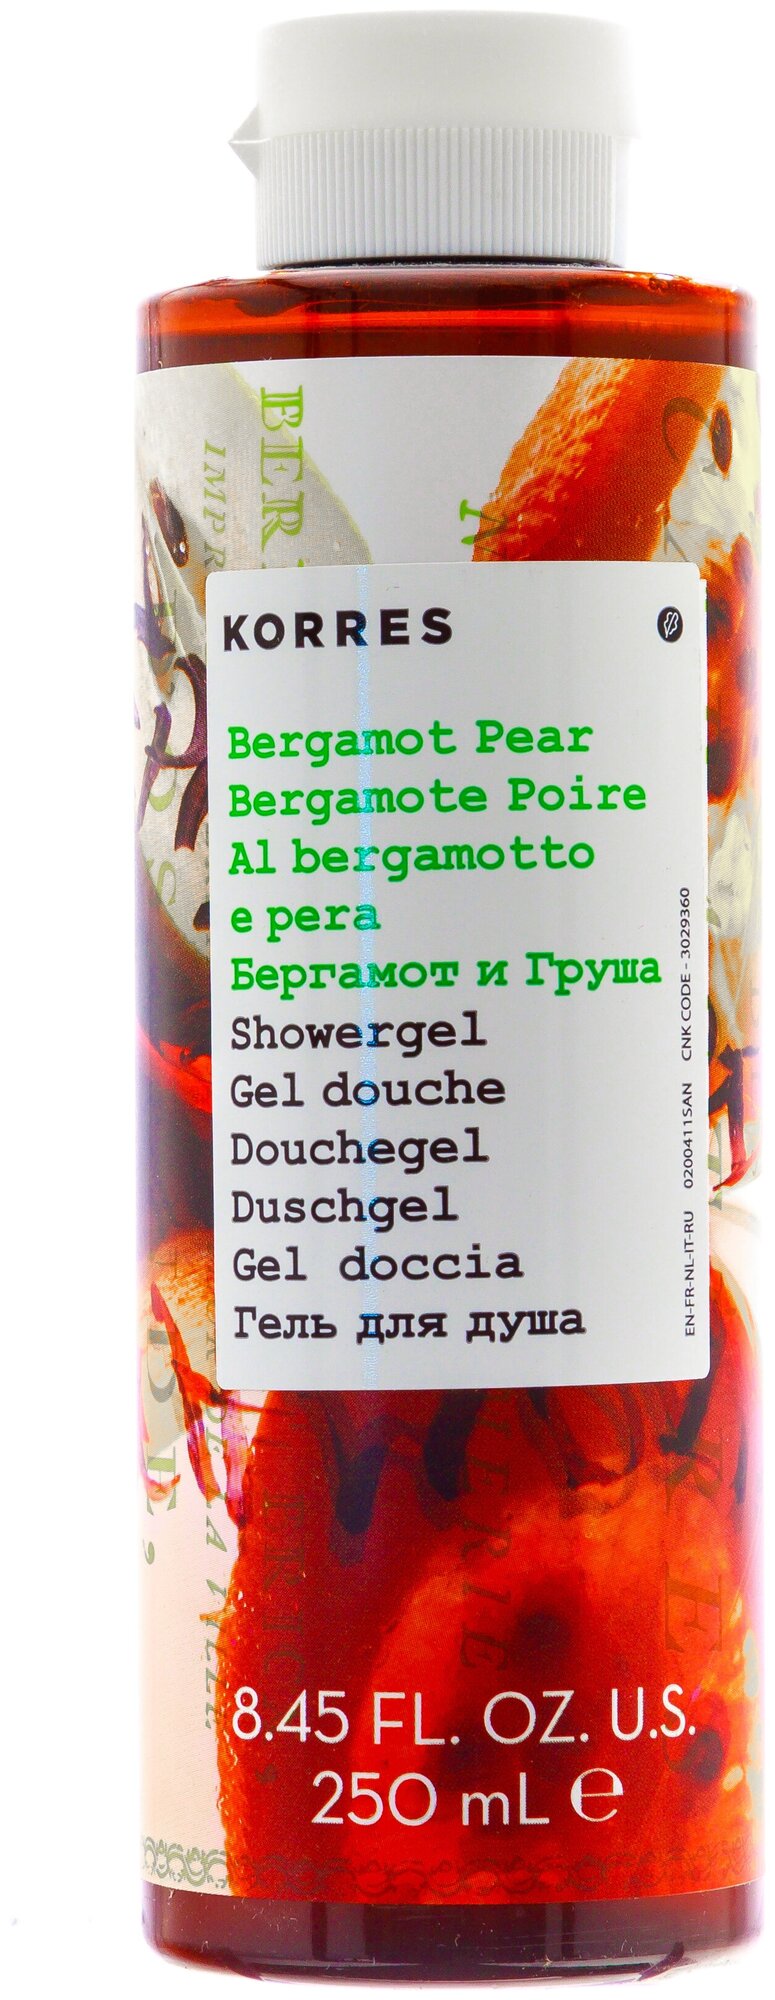 KORRES
Bergamot Pear
Bergamote Poire
Al bergamotto
e pera
Бергамот и Груша
Showergel
Gel douche
Douchegel
Duschgel
Gel doccia
Гель для душа
EN-FR-NL-IT-RU 0200411SAN CNK CODE - 3029360
8.45 FL. OZ. U.S.
250 mL ℮